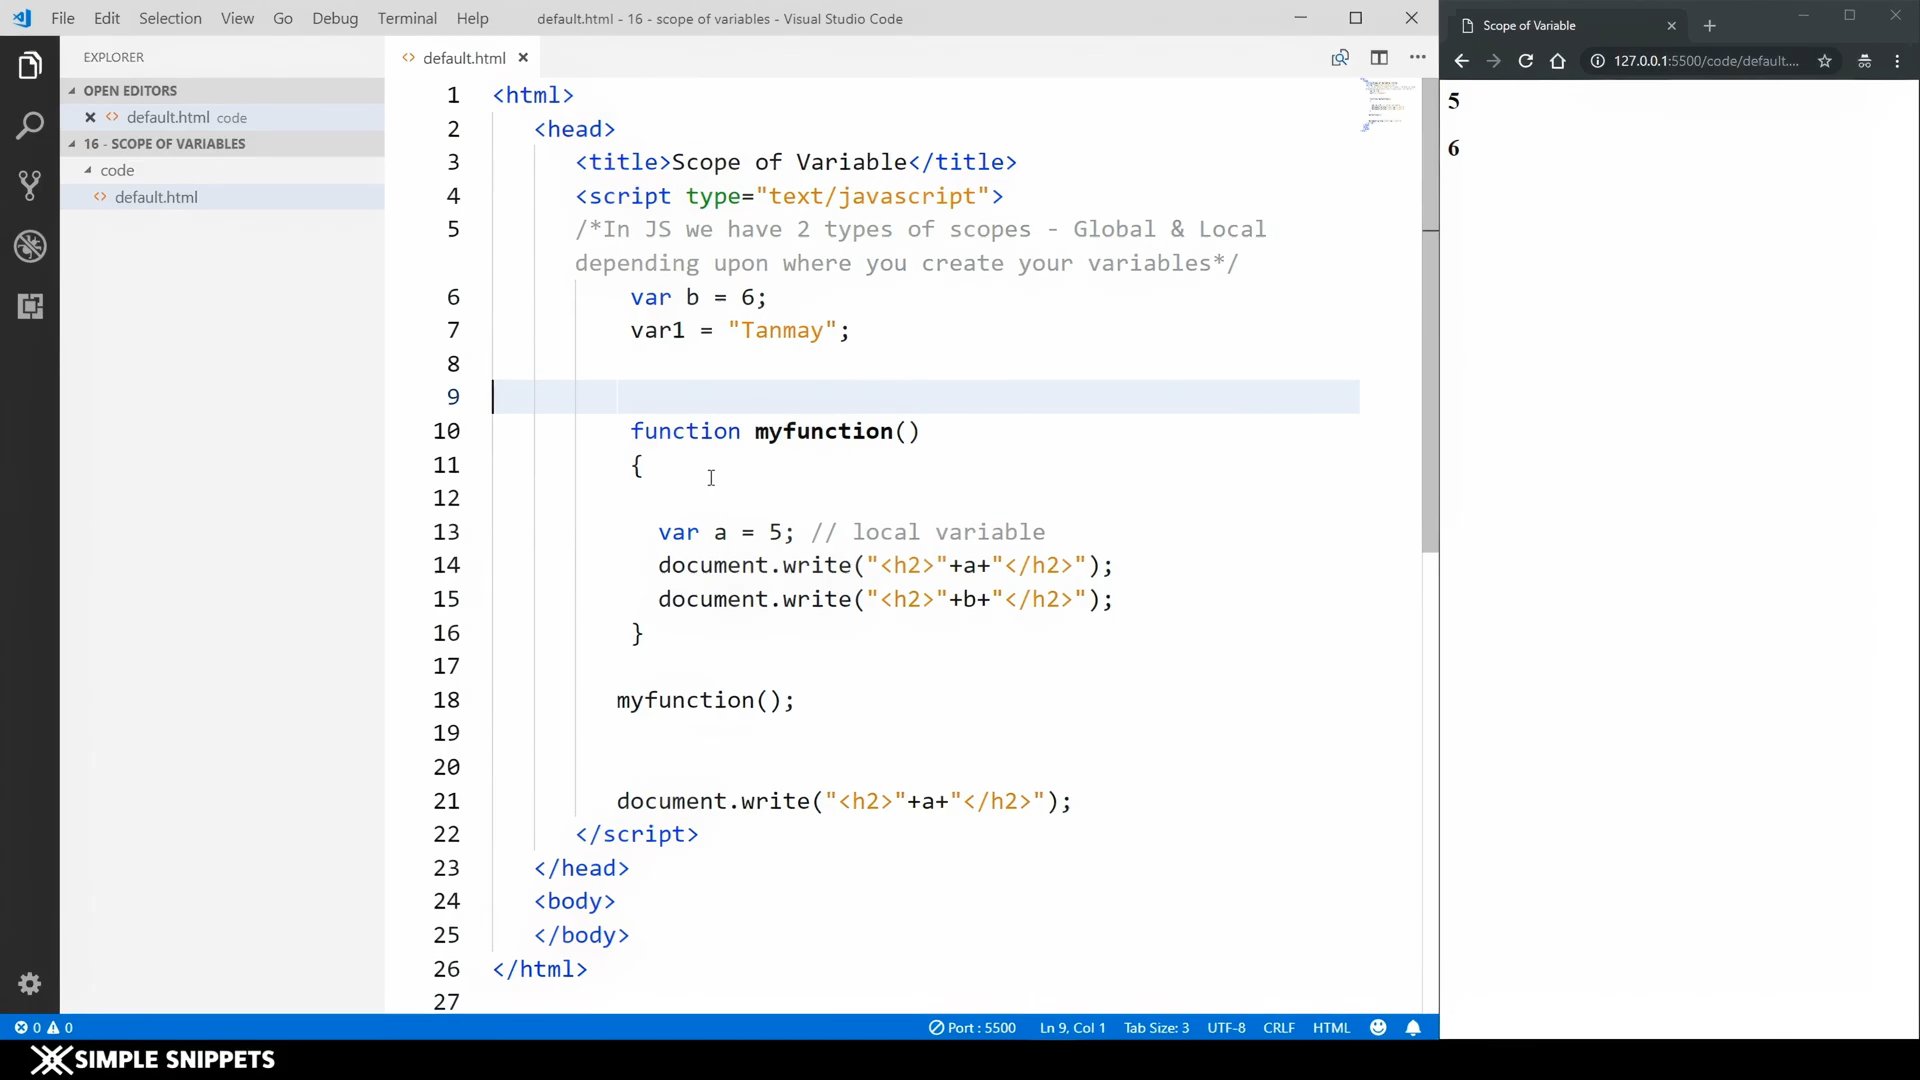 File Edit Selection View Go Debug Terminal Help
default.html - 16 - scope of variables - Visual Studio Code
Scope of Variable
EXPLORER
default.html
127.0.0.1:5500/code/default....
OPEN EDITORS
default.html code
16 - SCOPE OF VARIABLES
code
default.html
1 <html>
2 <head>
3 <title>Scope of Variable</title>
4 <script type="text/javascript">
5 /*In JS we have 2 types of scopes - Global & Local
depending upon where you create your variables*/
6 var b = 6;
7 var1 = "Tanmay";
8
9
10 function myfunction()
11 {
12
13 var a = 5; // local variable
14 document.write("<h2>"+a+"</h2>");
15 document.write("<h2>"+b+"</h2>");
16 }
17
18 myfunction();
19
20
21 document.write("<h2>"+a+"</h2>");
22 </script>
23 </head>
24 <body>
25 </body>
26 </html>
27
5
6
0 0
Port : 5500 Ln 9, Col 1 Tab Size: 3 UTF-8 CRLF HTML
SIMPLE SNIPPETS